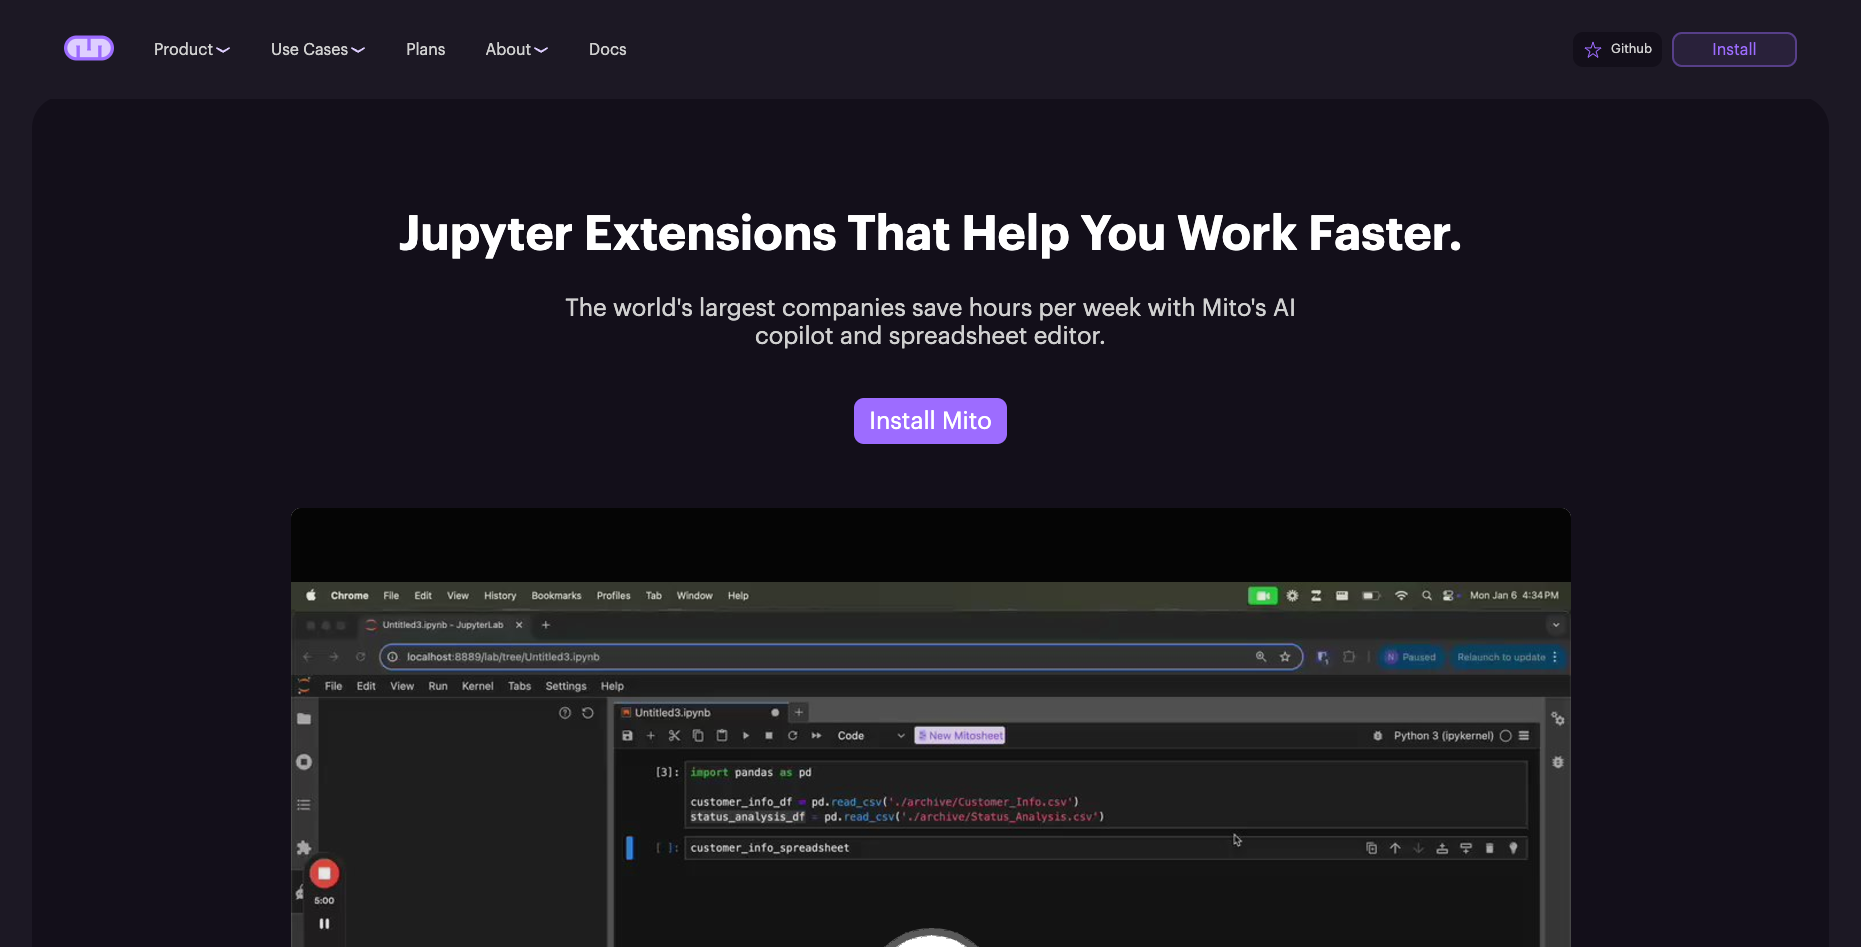 Product
Use Cases
Plans
About
Docs
Github
Install
Jupyter Extensions That Help You Work Faster.
The world's largest companies save hours per week with Mito's AI
copilot and spreadsheet editor.
Install Mito
Chrome File Edit View History Bookmarks Profiles Tab Window Help
Mon Jan 6 4:34PM
Untitled3.ipynb - JupyterLab
localhost:8889/lab/tree/Untitled3.ipynb
N Paused
Relaunch to update
File Edit View Run Kernel Tabs Settings Help
Untitled3.ipynb
Code
New Mitosheet
Python 3 (ipykernel)
[3]: import pandas as pd
customer_info_df = pd.read_csv('./archive/Customer_Info.csv')
status_analysis_df = pd.read_csv('./archive/Status_Analysis.csv')
[ ]: customer_info_spreadsheet
5:00